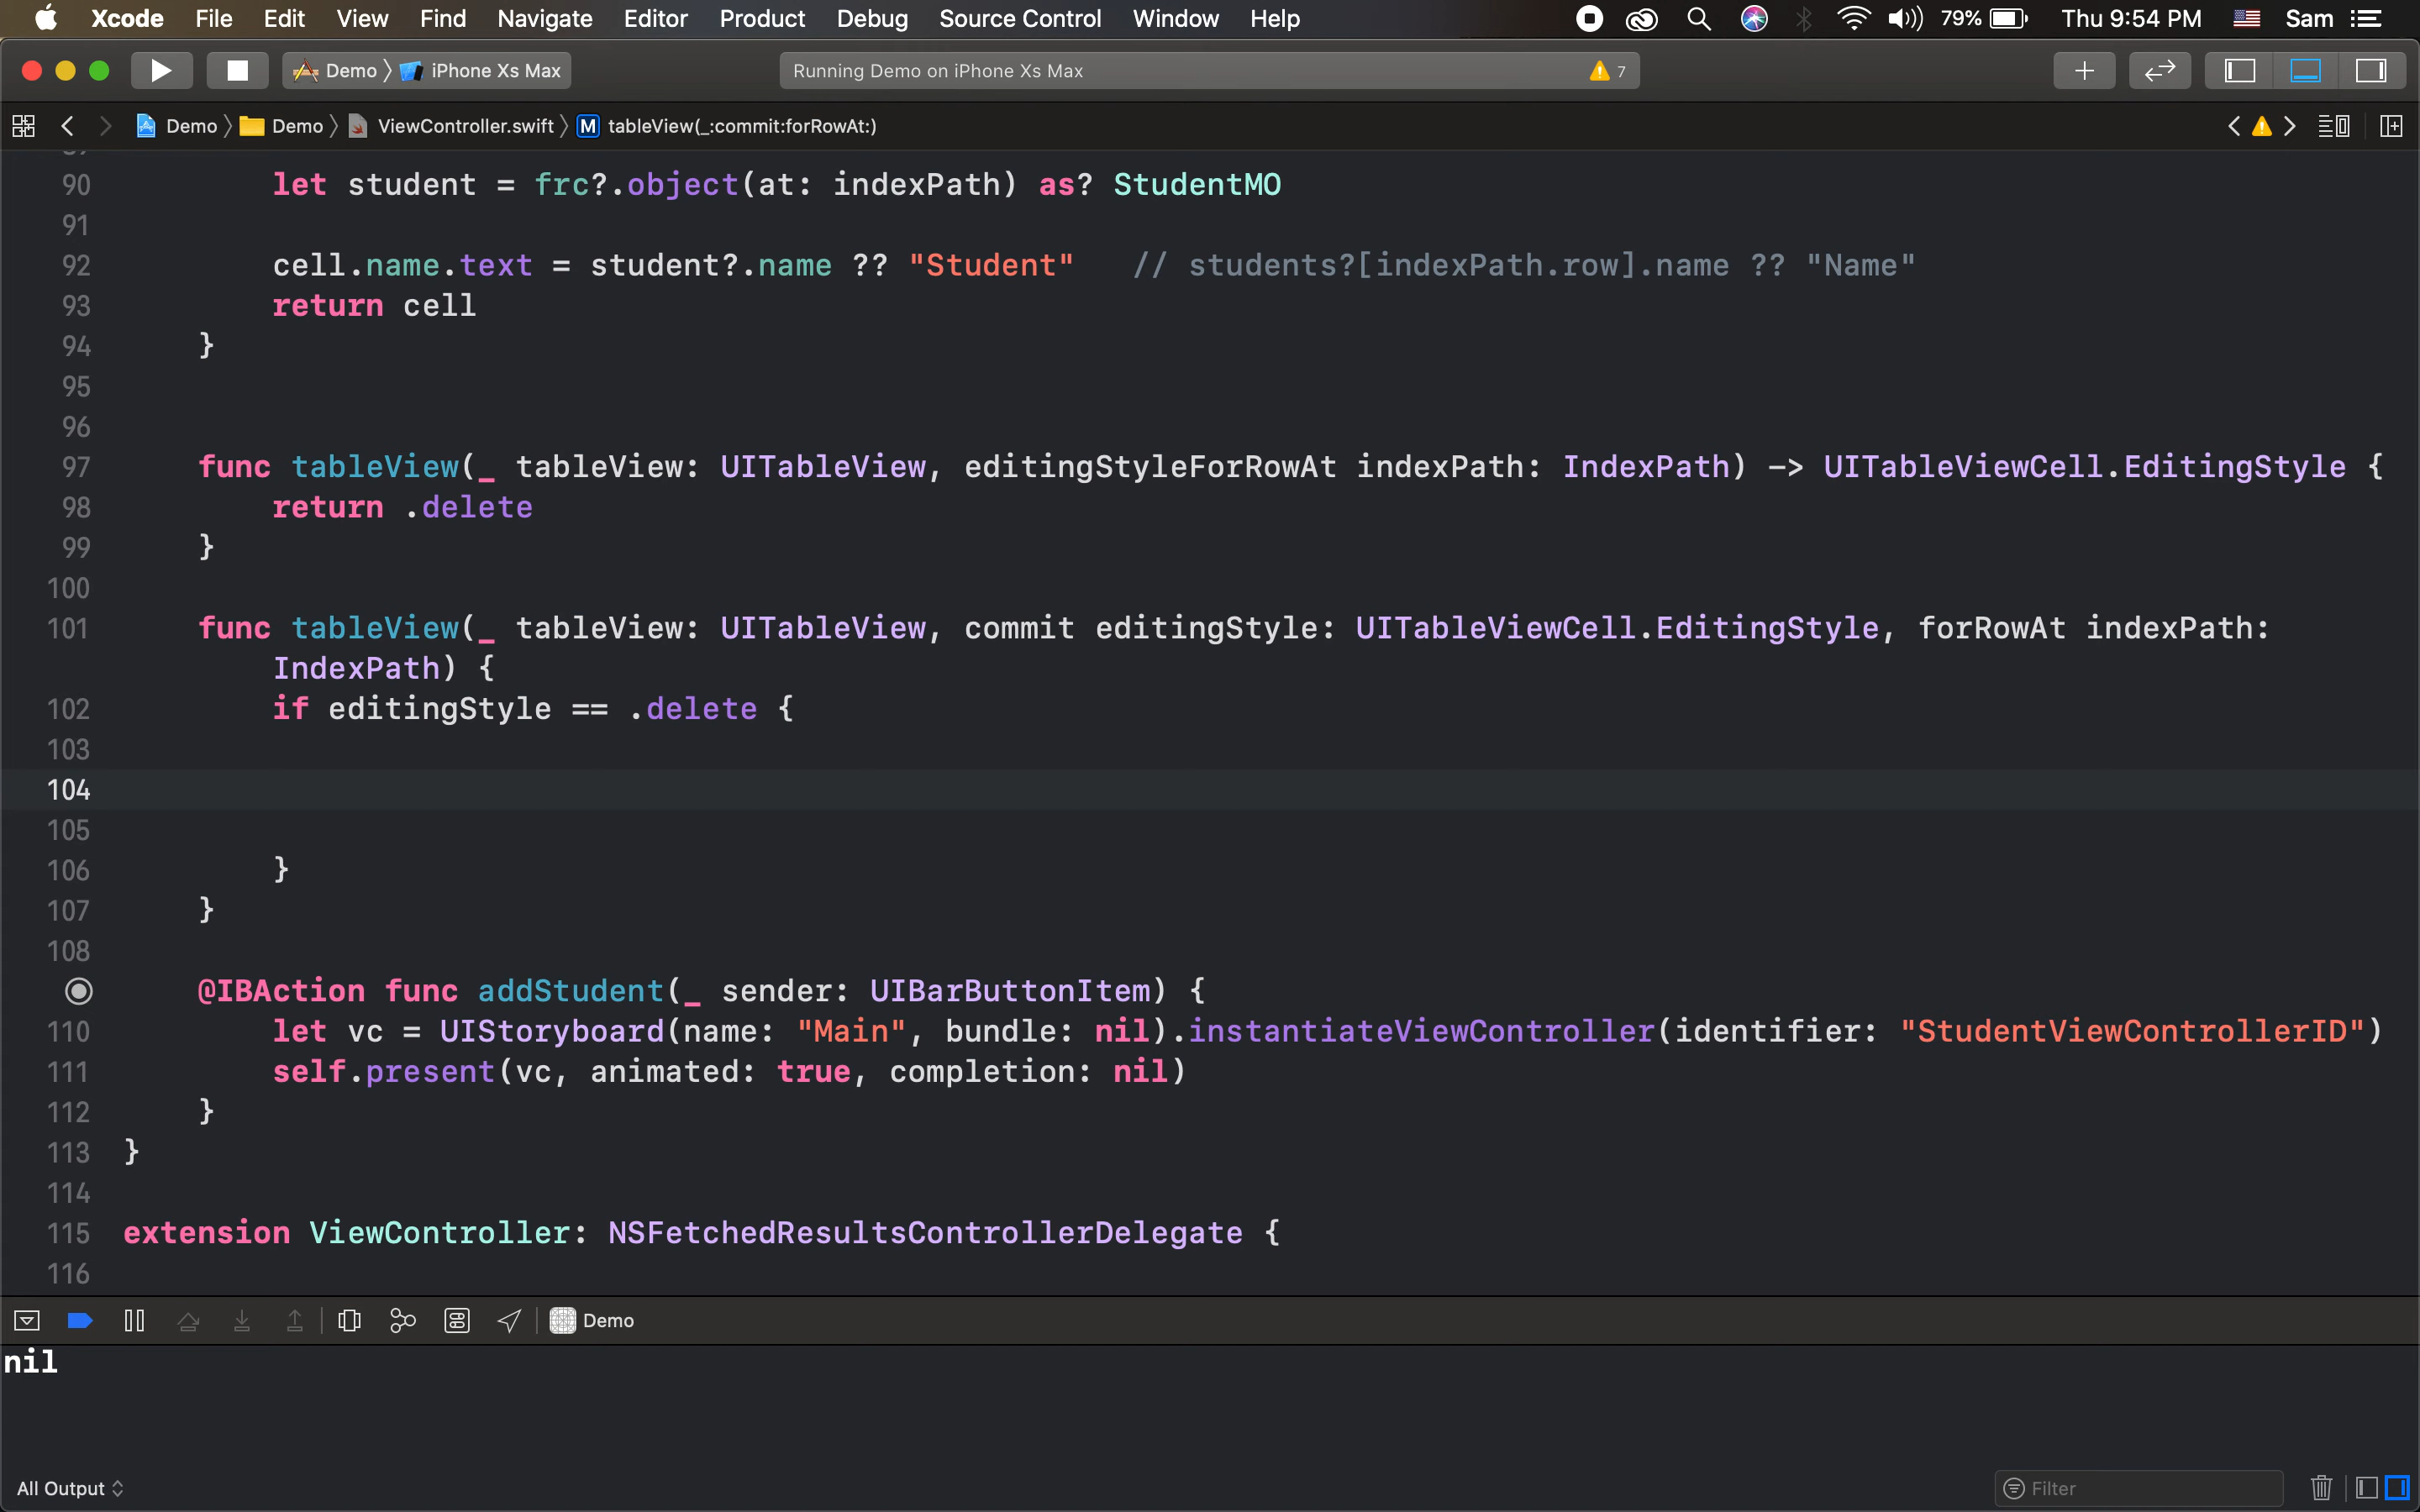 Xcode File Edit View Find Navigate Editor Product Debug Source Control Window Help 79% Thu 9:54 PM Sam
Demo iPhone Xs Max Running Demo on iPhone Xs Max 7
Demo Demo ViewController.swift M tableView(_:commit:forRowAt:)
90 let student = frc?.object(at: indexPath) as? StudentMO
91
92 cell.name.text = student?.name ?? "Student" // students?[indexPath.row].name ?? "Name"
93 return cell
94 }
95
96
97 func tableView(_ tableView: UITableView, editingStyleForRowAt indexPath: IndexPath) -> UITableViewCell.EditingStyle {
98 return .delete
99 }
100
101 func tableView(_ tableView: UITableView, commit editingStyle: UITableViewCell.EditingStyle, forRowAt indexPath:
IndexPath) {
102 if editingStyle == .delete {
103
104
105
106 }
107 }
108
@IBAction func addStudent(_ sender: UIBarButtonItem) {
110 let vc = UIStoryboard(name: "Main", bundle: nil).instantiateViewController(identifier: "StudentViewControllerID")
111 self.present(vc, animated: true, completion: nil)
112 }
113 }
114
115 extension ViewController: NSFetchedResultsControllerDelegate {
116
Demo
nil
All Output Filter